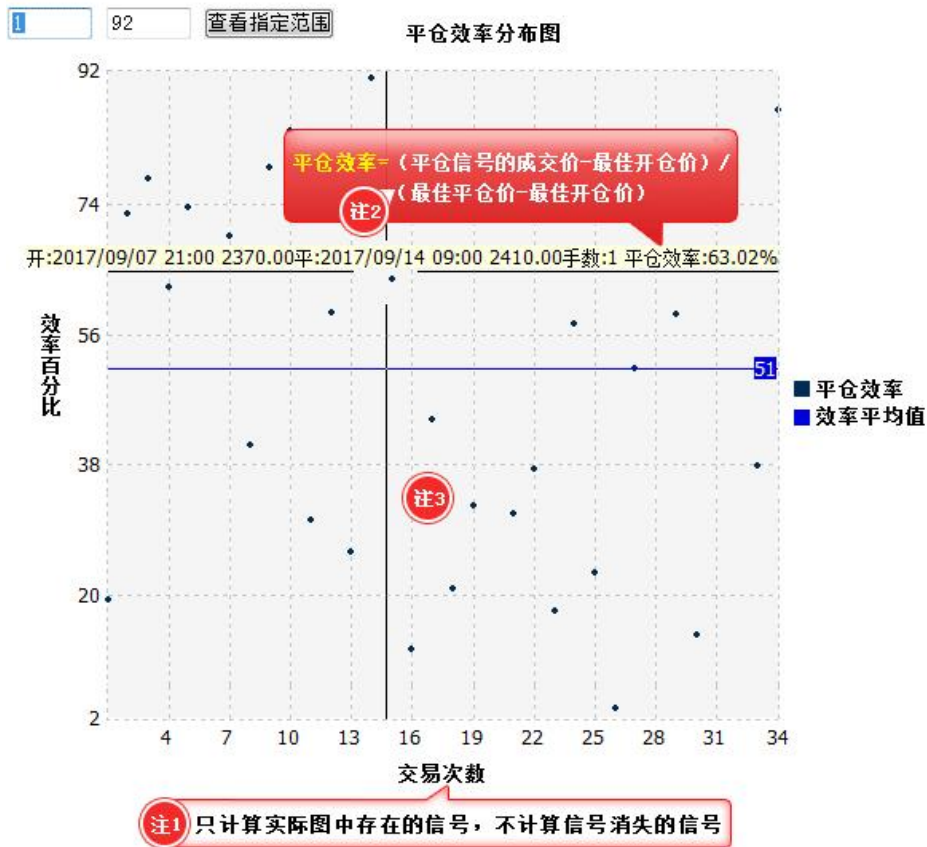 1 92 查看指定范围
平仓效率分布图
92
74
56
38
20
2
平仓效率=（平仓信号的成交价-最佳开仓价）/
（最佳平仓价-最佳开仓价）
注2
开:2017/09/07 21:00 2370.00平:2017/09/14 09:00 2410.00手数:1 平仓效率:63.02%
效率百分比
51
平仓效率
效率平均值
注3
4 7 10 13 16 19 22 25 28 31 34
交易次数
注1 只计算实际图中存在的信号，不计算信号消失的信号